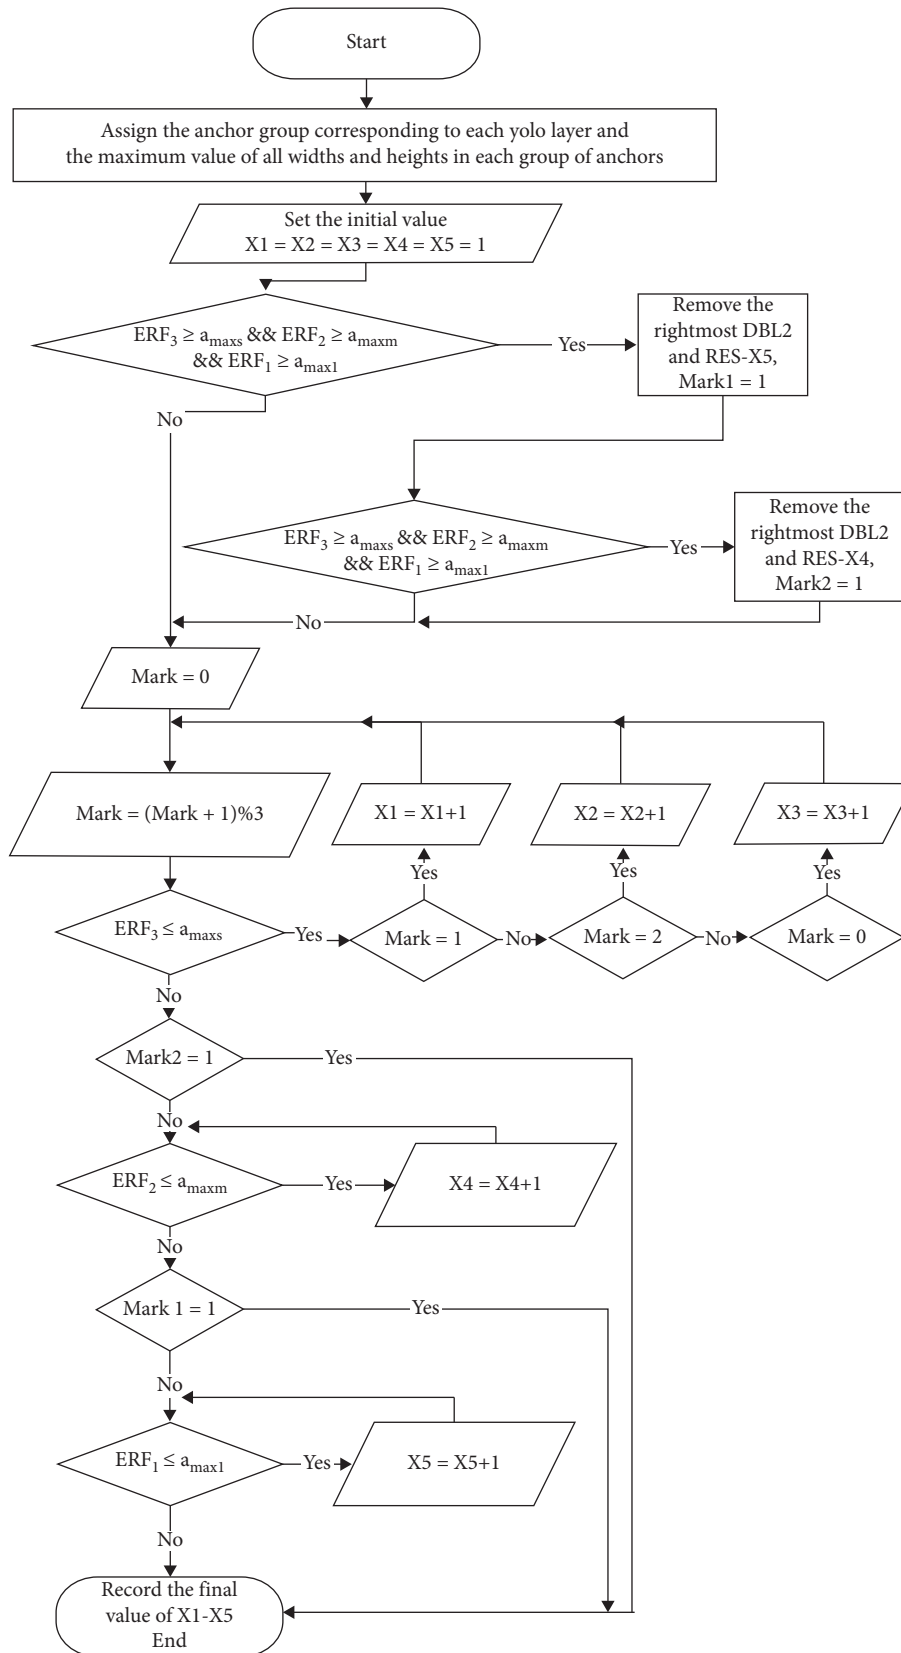 Start
Assign the anchor group corresponding to each yolo layer and
the maximum value of all widths and heights in each group of anchors
Set the initial value
X1 = X2 = X3 = X4 = X5 = 1
ERF3 ≥ amaxs && ERF2 ≥ amaxm
&& ERF1 ≥ amax1
Yes
Remove the
rightmost DBL2
and RES-X5,
Mark1 = 1
No
ERF3 ≥ amaxs && ERF2 ≥ amaxm
&& ERF1 ≥ amax1
Yes
Remove the
rightmost DBL2
and RES-X4,
Mark2 = 1
No
Mark = 0
Mark = (Mark + 1)%3
X1 = X1+1
X2 = X2+1
X3 = X3+1
Yes
Yes
Yes
ERF3 ≤ amaxs
Yes
Mark = 1
No
Mark = 2
No
Mark = 0
No
Mark2 = 1
Yes
No
ERF2 ≤ amaxm
Yes
X4 = X4+1
No
Mark 1 = 1
Yes
No
ERF1 ≤ amax1
Yes
X5 = X5+1
No
Record the final
value of X1-X5
End